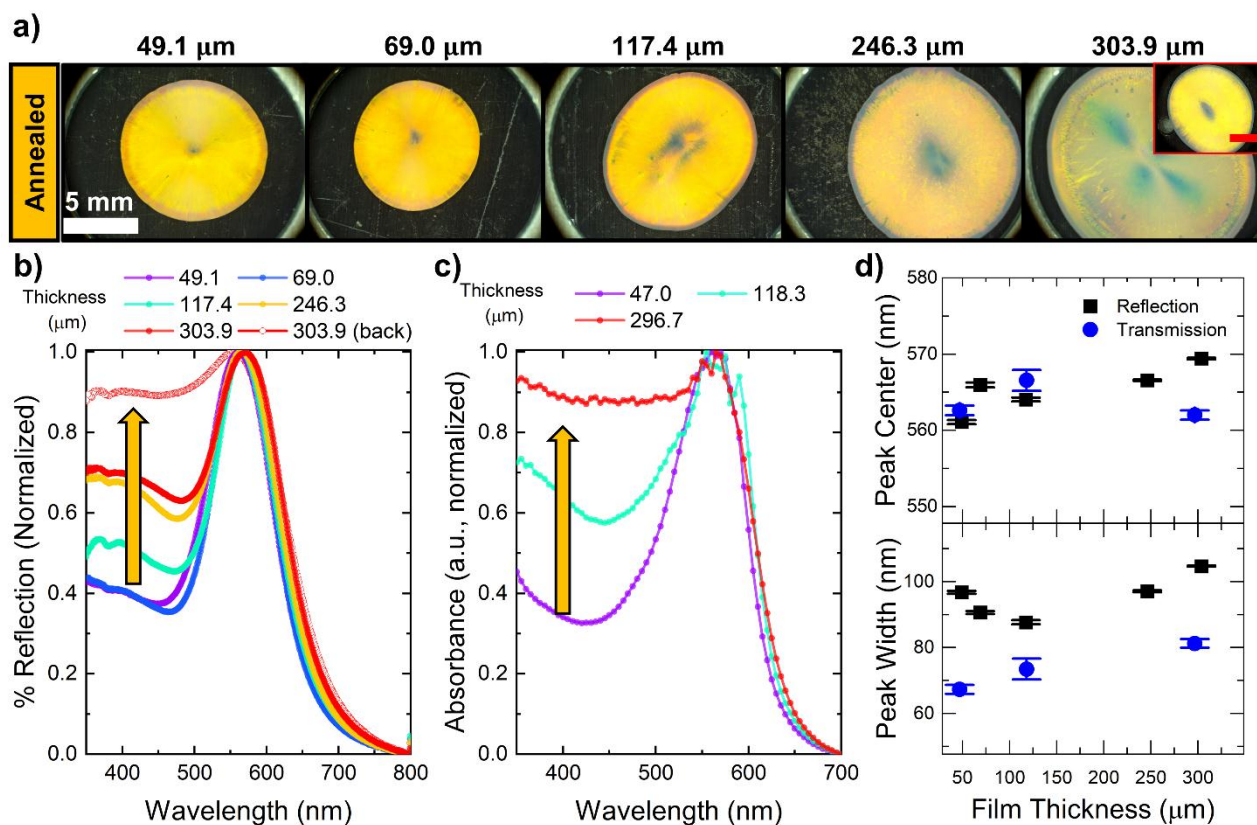 a)
49.1 μm 69.0 μm 117.4 μm 246.3 μm 303.9 μm
Annealed
5 mm
b)
Thickness
(μm)
49.1 69.0
117.4 246.3
303.9 303.9 (back)
% Reflection (Normalized)
1.0
0.8
0.6
0.4
0.2
0.0
400 500 600 700 800
Wavelength (nm)
c)
Thickness
(μm)
47.0 118.3
296.7
Absorbance (a.u., normalized)
1.0
0.8
0.6
0.4
0.2
0.0
400 500 600 700
Wavelength (nm)
d)
Reflection
Transmission
Peak Center (nm)
580
570
560
550
Peak Width (nm)
100
80
60
50 100 150 200 250 300
Film Thickness (μm)